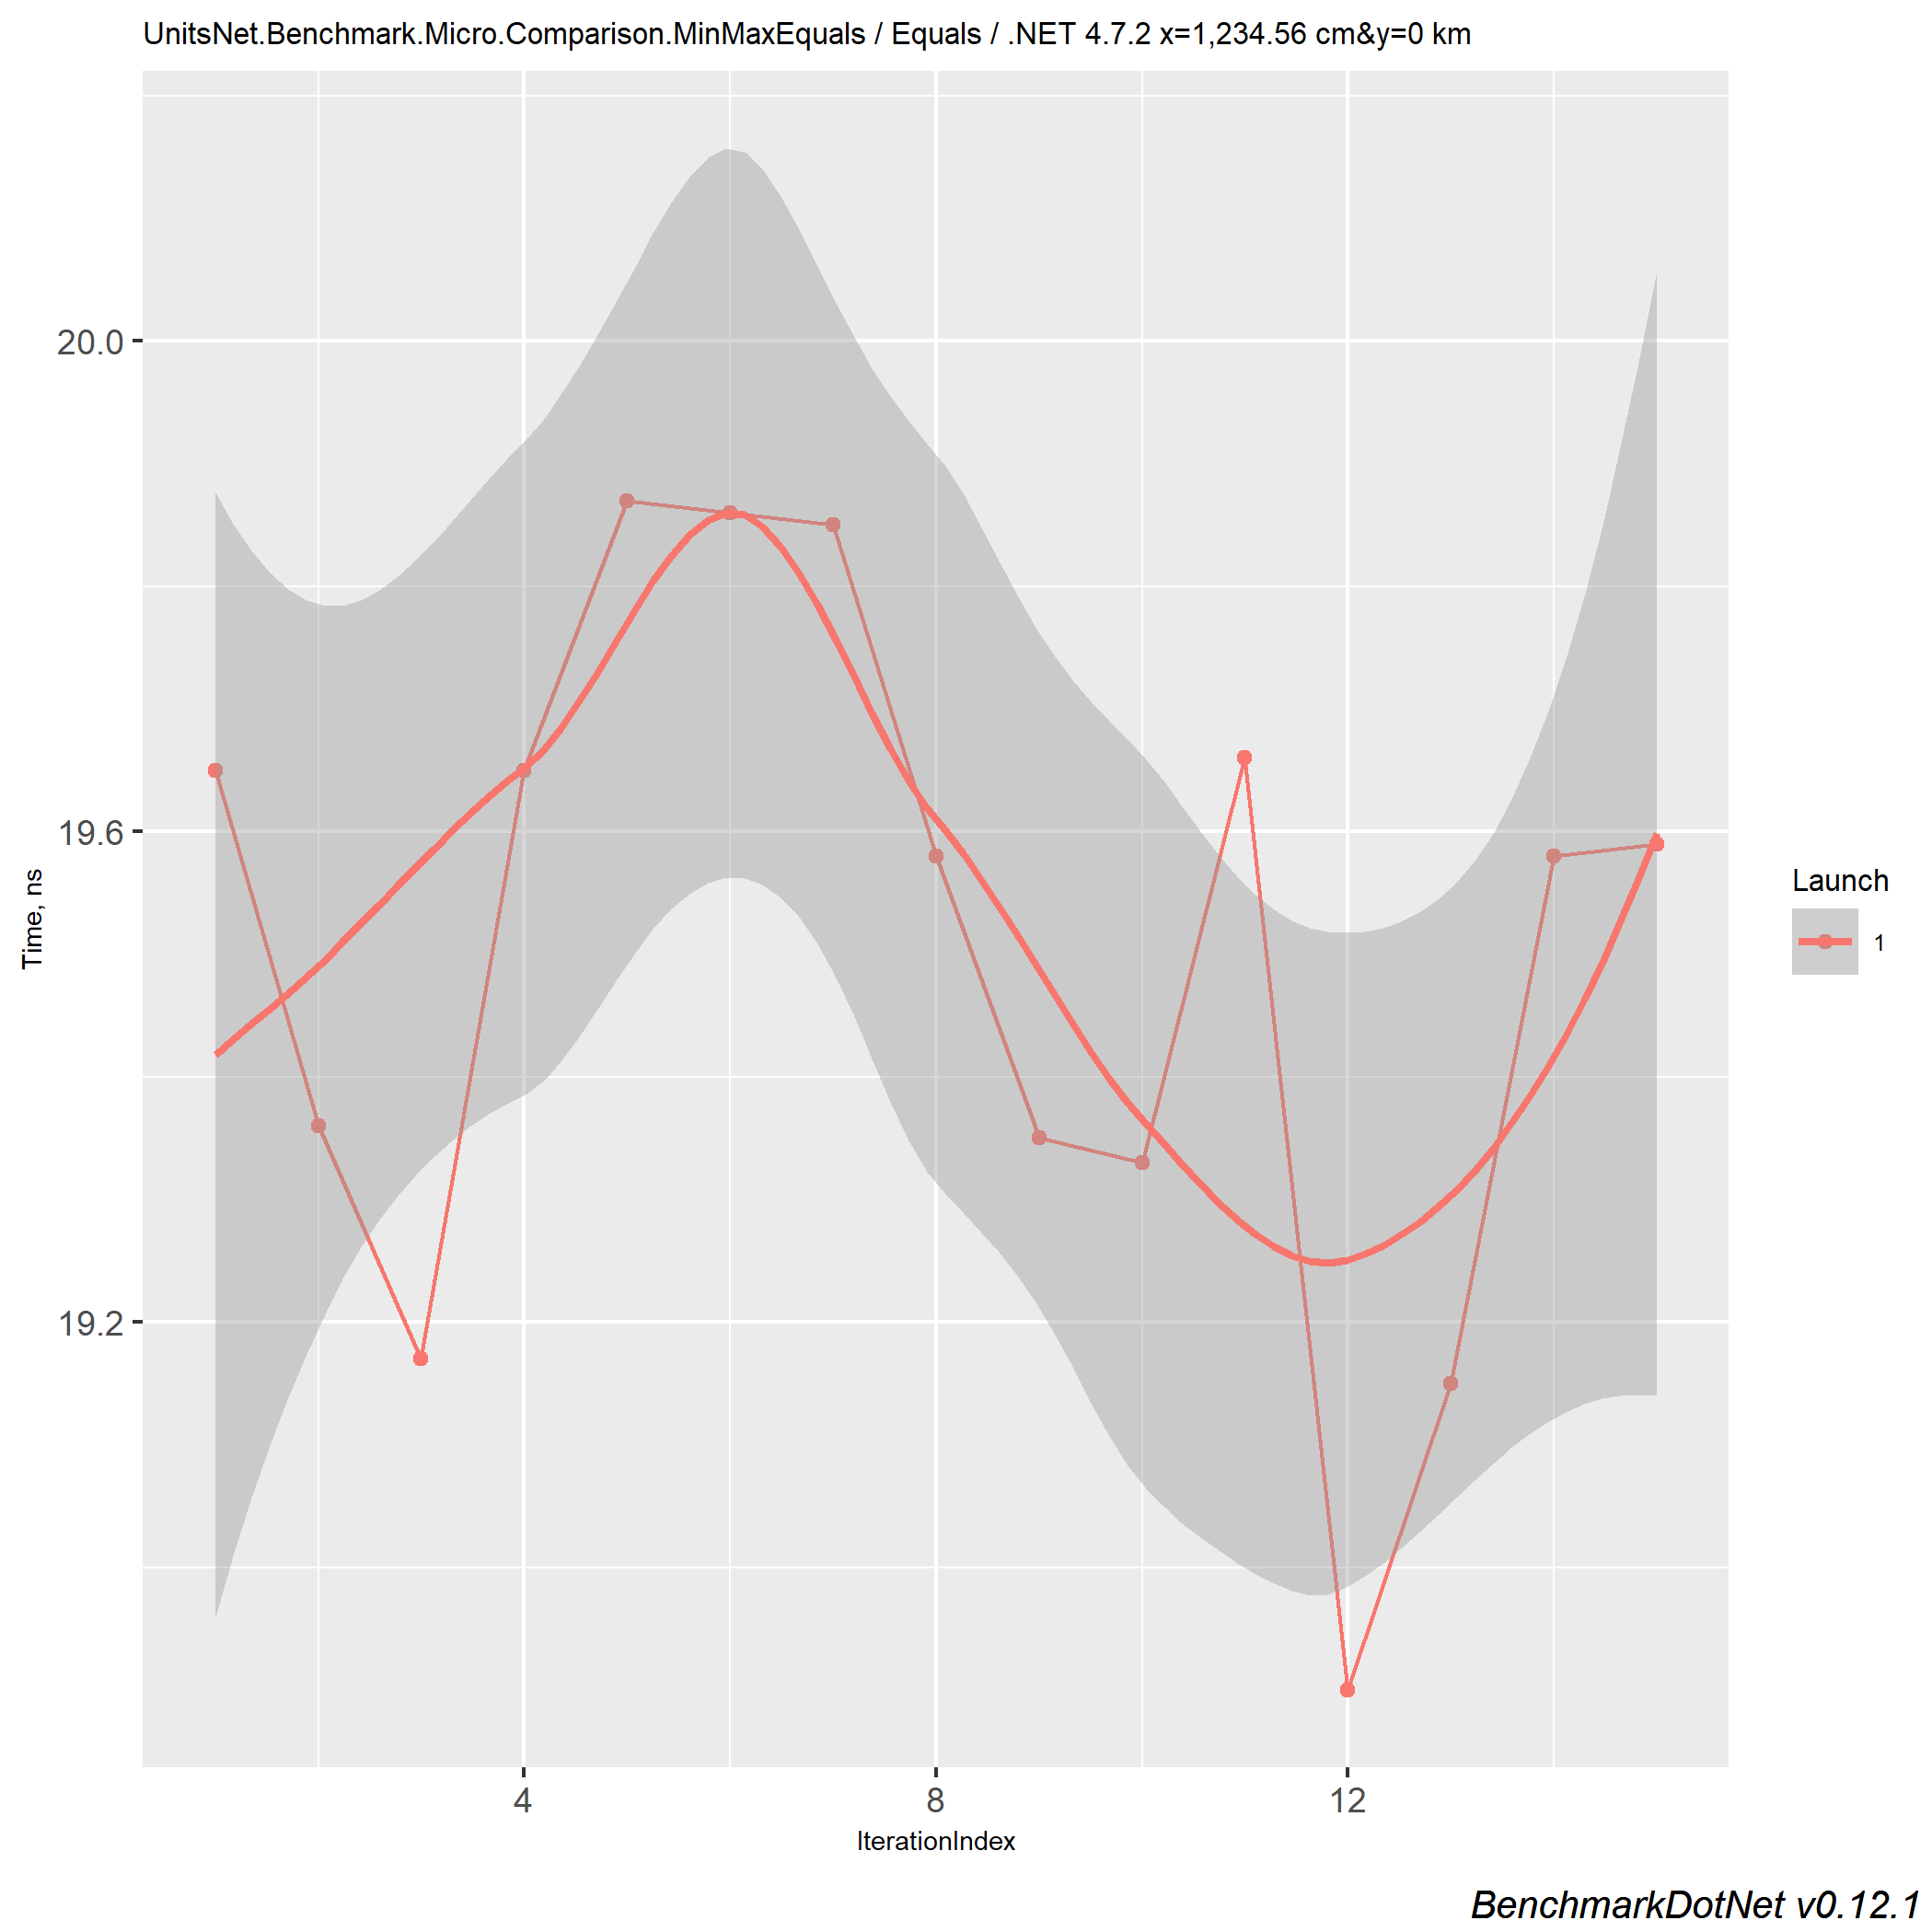 UnitsNet.Benchmark.Micro.Comparison.MinMaxEquals / Equals / .NET 4.7.2 x=1,234.56 cm&y=0 km
20.0
19.6
19.2
Time, ns
4
8
12
IterationIndex
Launch
1
BenchmarkDotNet v0.12.1